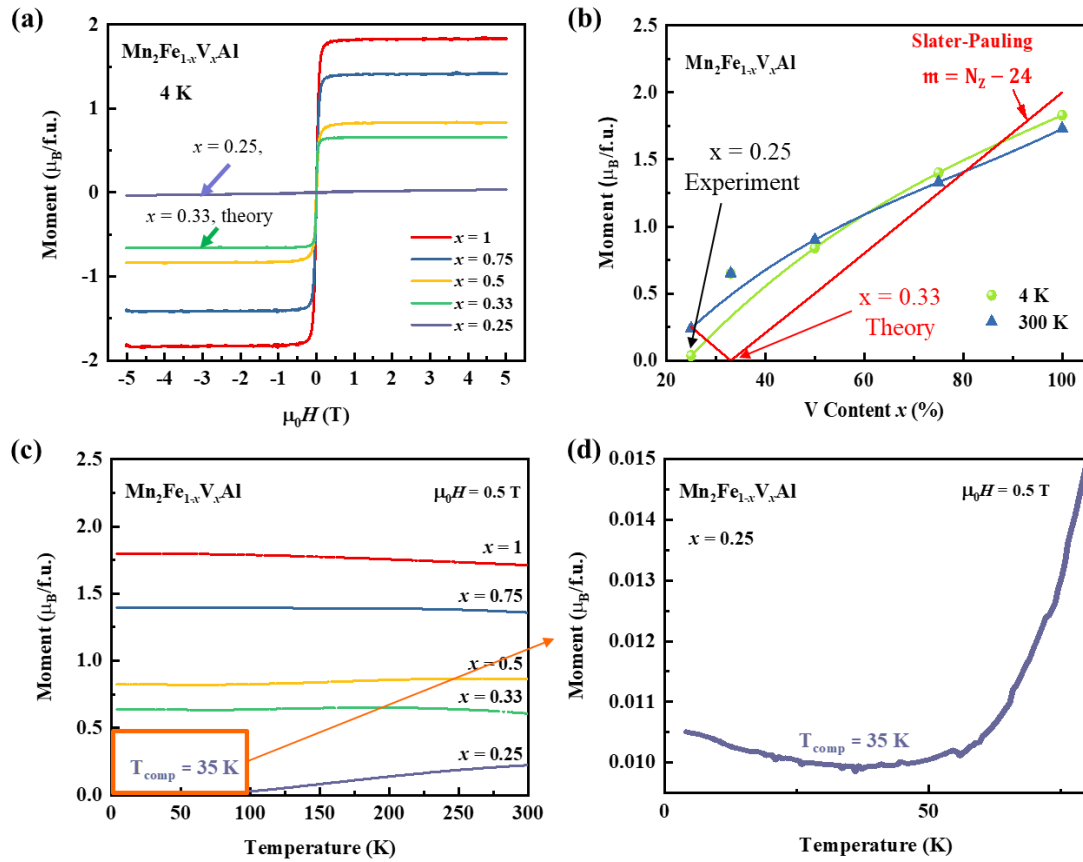 (a)
Mn₂Fe₁₋ₓVₓAl
4 K
x = 0.25,
x = 0.33, theory
x = 1
x = 0.75
x = 0.5
x = 0.33
x = 0.25
2
1
0
-1
-2
Moment (μB/f.u.)
-5 -4 -3 -2 -1 0 1 2 3 4 5
μ₀H (T)
(b)
Mn₂Fe₁₋ₓVₓAl
Slater-Pauling
m = N_Z − 24
x = 0.25
Experiment
x = 0.33
Theory
4 K
300 K
2.5
2.0
1.5
1.0
0.5
0.0
Moment (μB/f.u.)
20 40 60 80 100
V Content x (%)
(c)
Mn₂Fe₁₋ₓVₓAl
μ₀H = 0.5 T
x = 1
x = 0.75
x = 0.5
x = 0.33
x = 0.25
T_comp = 35 K
2.5
2.0
1.5
1.0
0.5
0.0
Moment (μB/f.u.)
0 50 100 150 200 250 300
Temperature (K)
(d)
Mn₂Fe₁₋ₓVₓAl
μ₀H = 0.5 T
x = 0.25
T_comp = 35 K
0.015
0.014
0.013
0.012
0.011
0.010
Moment (μB/f.u.)
50
Temperature (K)